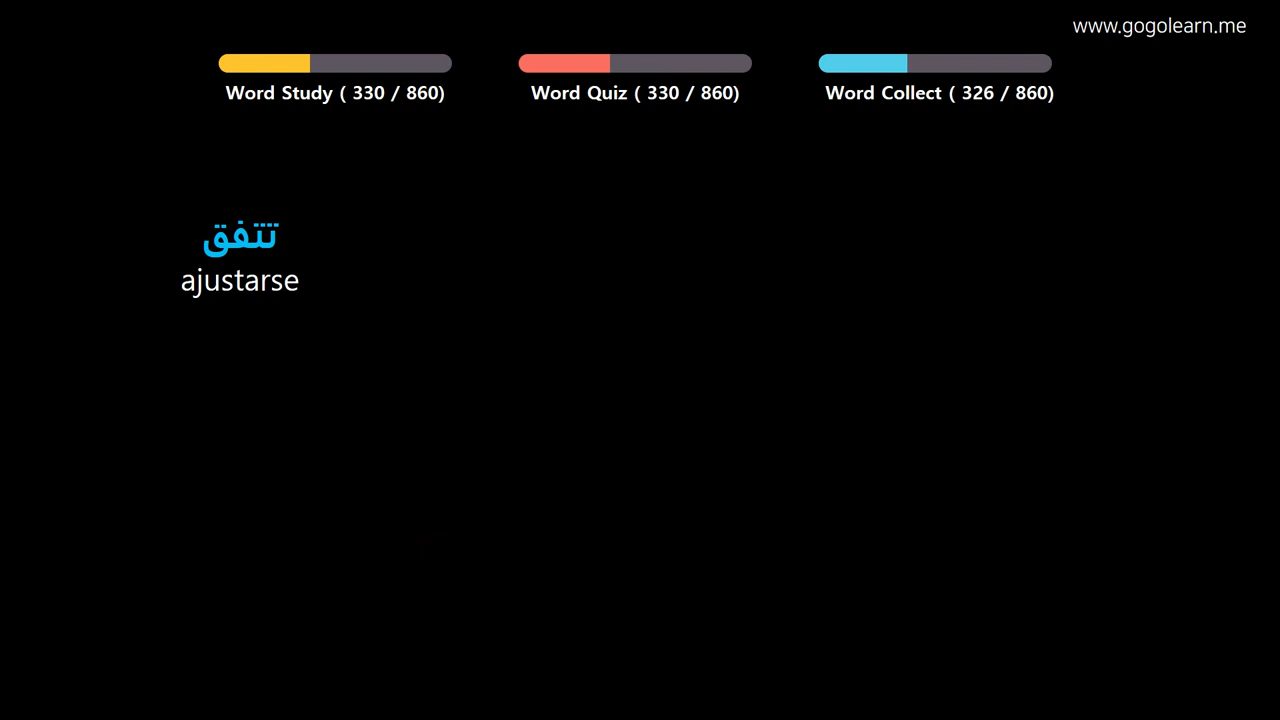 www.gogolearn.me
Word Study ( 330 / 860)
Word Quiz ( 330 / 860)
Word Collect ( 326 / 860)
تتفق
ajustarse